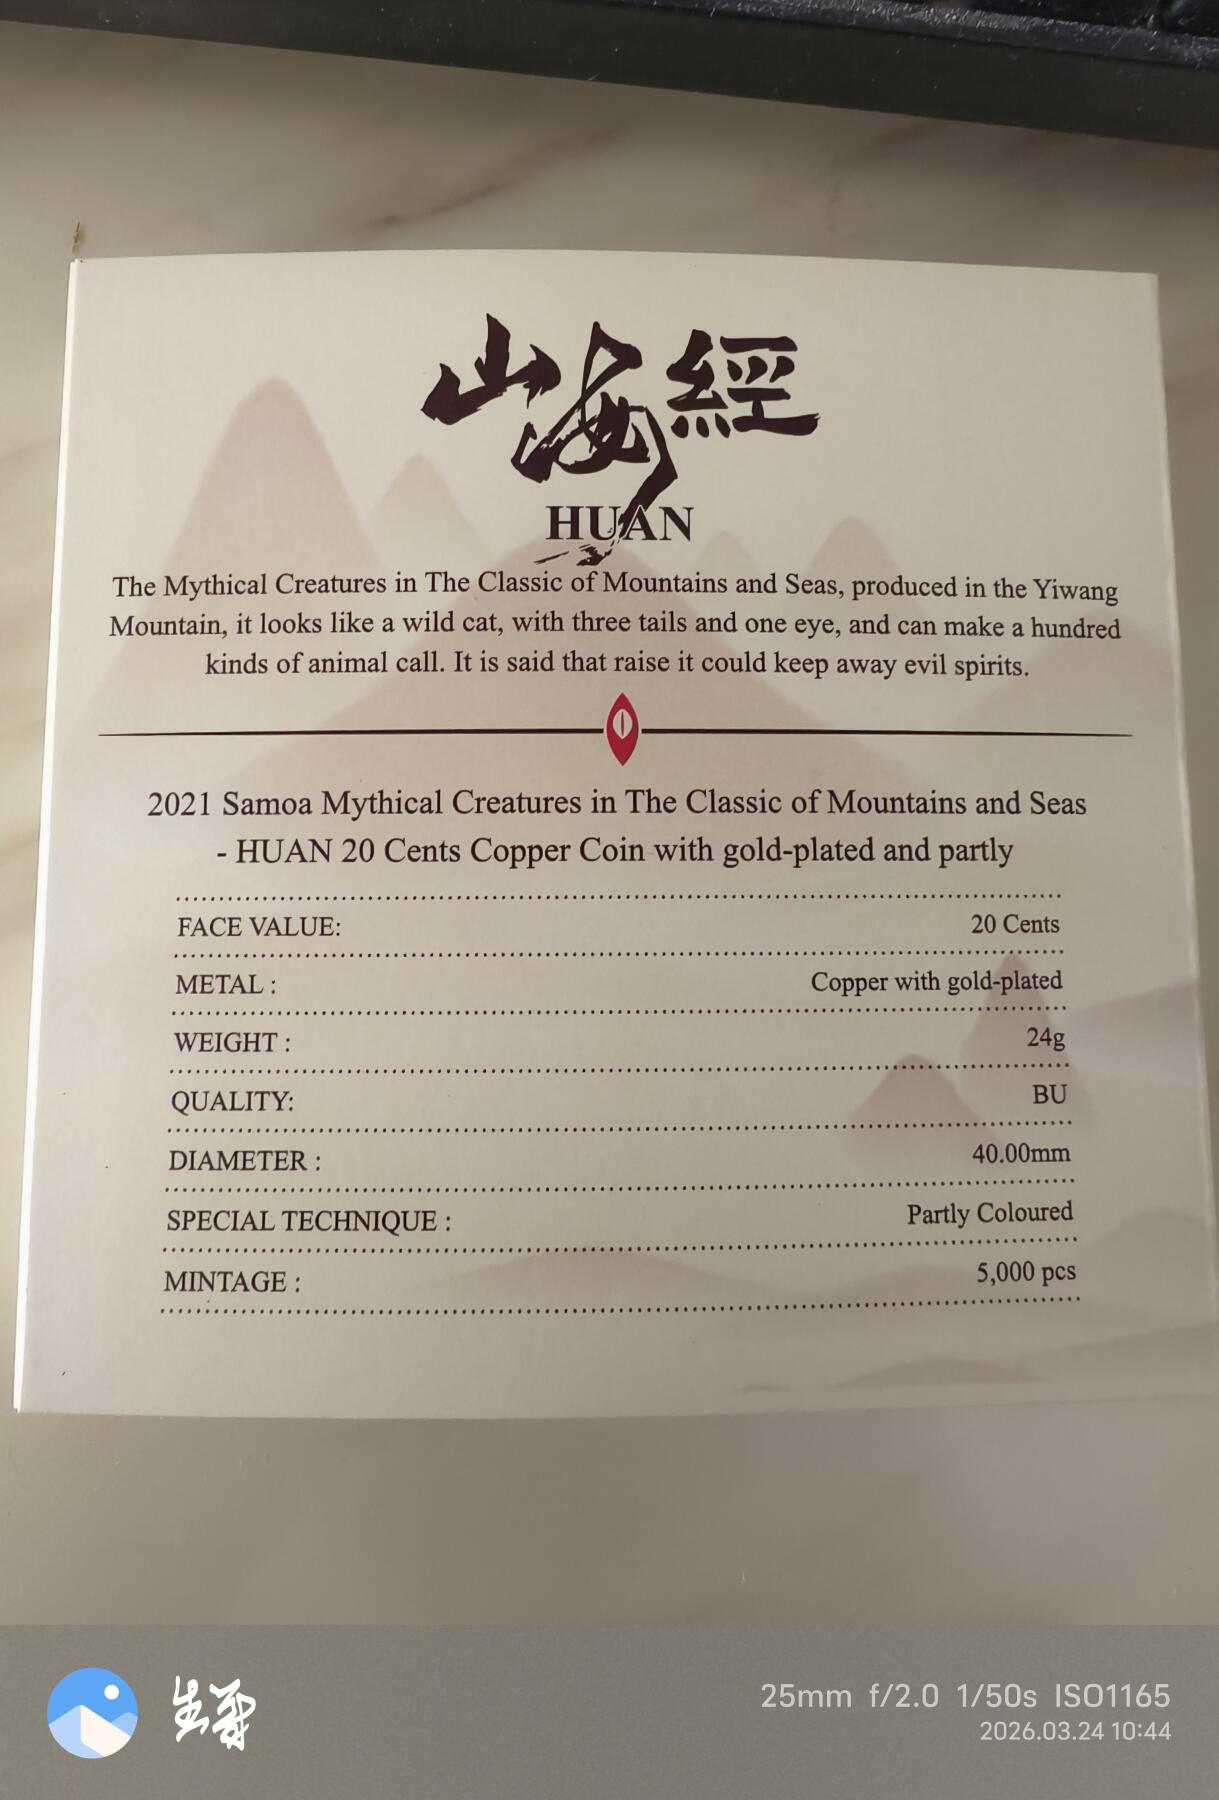 山海經
HUAN
The Mythical Creatures in The Classic of Mountains and Seas, produced in the Yiwang
Mountain, it looks like a wild cat, with three tails and one eye, and can make a hundred
kinds of animal call. It is said that raise it could keep away evil spirits.
2021 Samoa Mythical Creatures in The Classic of Mountains and Seas
- HUAN 20 Cents Copper Coin with gold-plated and partly
FACE VALUE: 20 Cents
METAL : Copper with gold-plated
WEIGHT : 24g
QUALITY: BU
DIAMETER : 40.00mm
SPECIAL TECHNIQUE : Partly Coloured
MINTAGE : 5,000 pcs
25mm f/2.0 1/50s ISO1165
2026.03.24 10:44